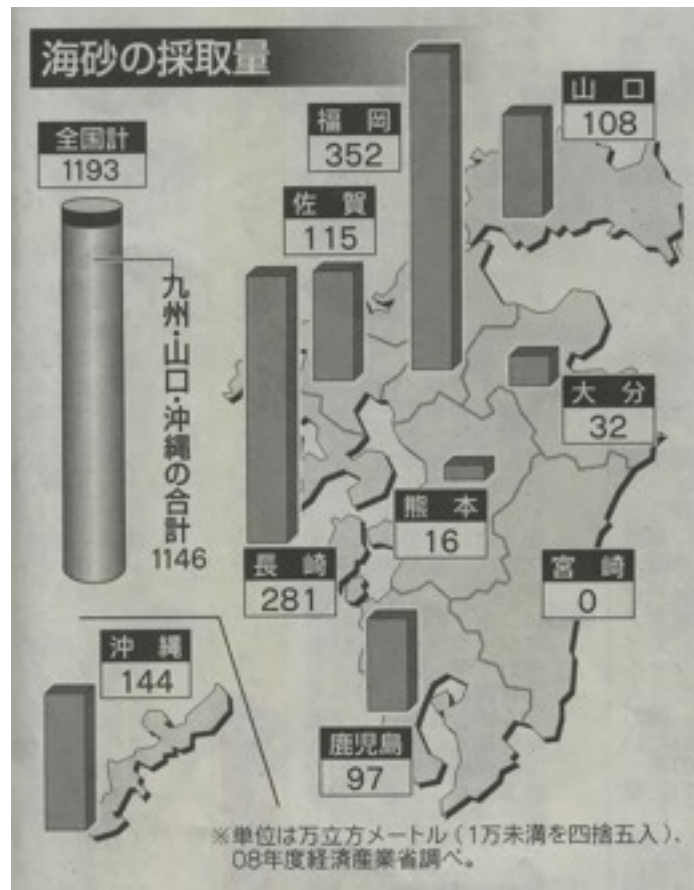 海砂の採取量
全国計
1193
九州・山口・沖縄の合計
1146
福岡
352
山口
108
佐賀
115
大分
32
熊本
16
長崎
281
宮崎
0
沖縄
144
鹿児島
97
※単位は万立方メートル(1万未満を四捨五入)、
08年度経済産業省調べ。